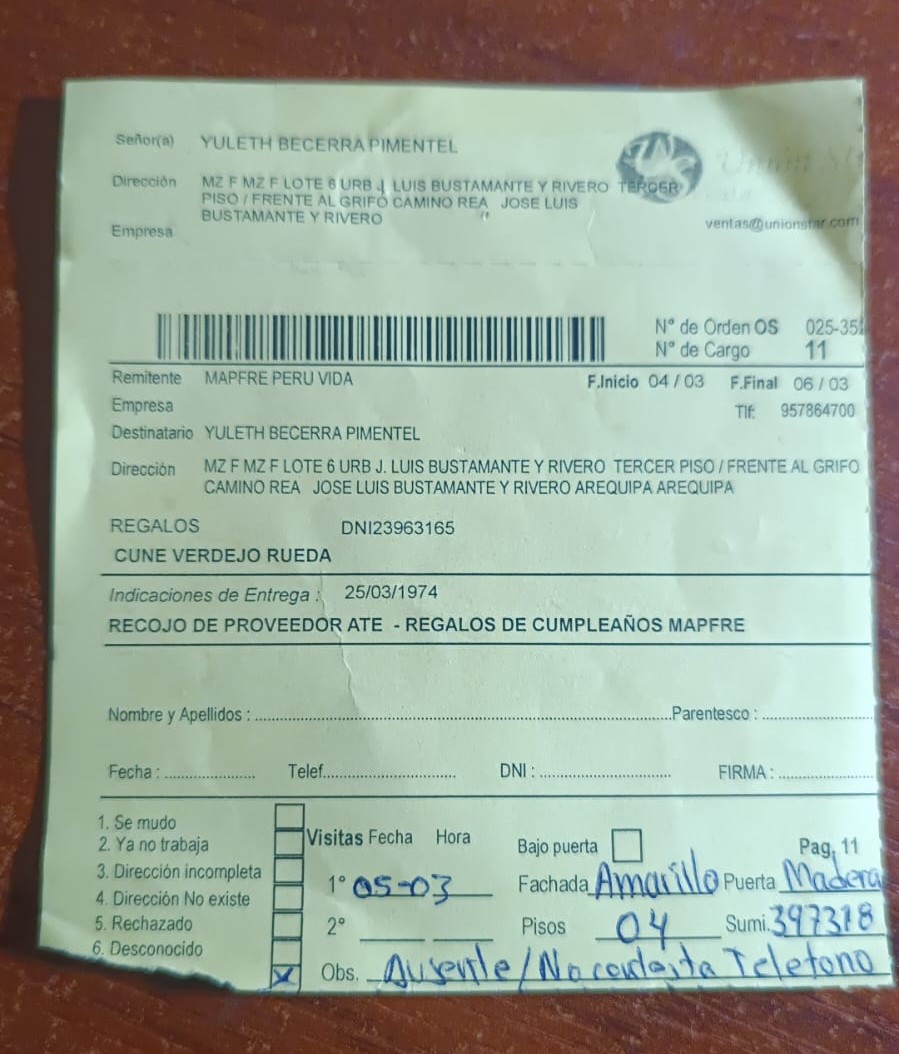 Señor(a) YULETH BECERRA PIMENTEL
ZAS
Union
Dirección MZ F MZ F LOTE 6 URB J. LUIS BUSTAMANTE Y RIVERO TERCER
PISO / FRENTE AL GRIFO CAMINO REA JOSE LUIS
BUSTAMANTE Y RIVERO
ventas@unionstar.com
Empresa
N° de Orden OS 025-35
N° de Cargo 11
Remitente MAPFRE PERU VIDA F.Inicio 04 / 03 F.Final 06 / 03
Empresa Tlf: 957864700
Destinatario YULETH BECERRA PIMENTEL
Dirección MZ F MZ F LOTE 6 URB J. LUIS BUSTAMANTE Y RIVERO TERCER PISO / FRENTE AL GRIFO
CAMINO REA JOSE LUIS BUSTAMANTE Y RIVERO AREQUIPA AREQUIPA
REGALOS DNI23963165
CUNE VERDEJO RUEDA
Indicaciones de Entrega : 25/03/1974
RECOJO DE PROVEEDOR ATE - REGALOS DE CUMPLEAÑOS MAPFRE
Nombre y Apellidos : Parentesco :
Fecha : Telef. DNI : FIRMA :
1. Se mudo
2. Ya no trabaja
3. Dirección incompleta
4. Dirección No existe
5. Rechazado
6. Desconocido
Visitas Fecha Hora Bajo puerta Pag. 11
1° 05-03 Fachada Amarillo Puerta Madera
2° Pisos 04 Sumi. 397318
Obs. Ausente / No contesta Telefono